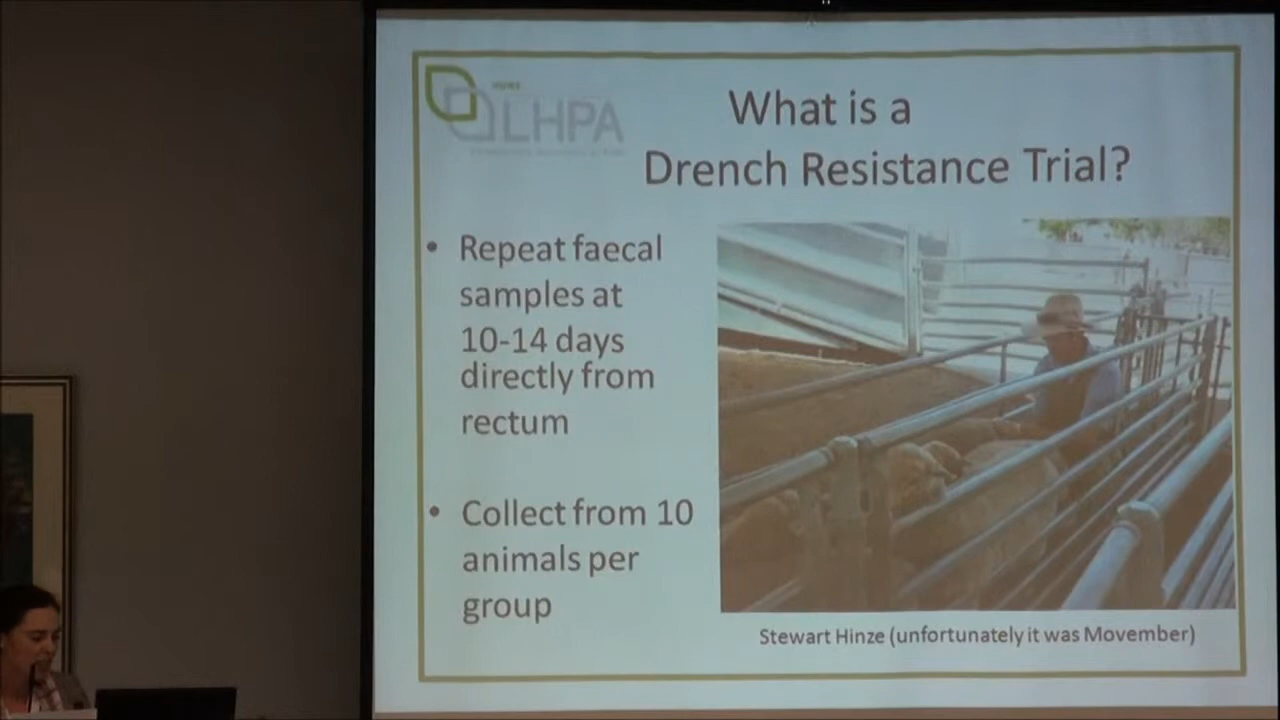 LHPA
What is a
Drench Resistance Trial?
• Repeat faecal
samples at
10-14 days
directly from
rectum
• Collect from 10
animals per
group
Stewart Hinze (unfortunately it was Movember)